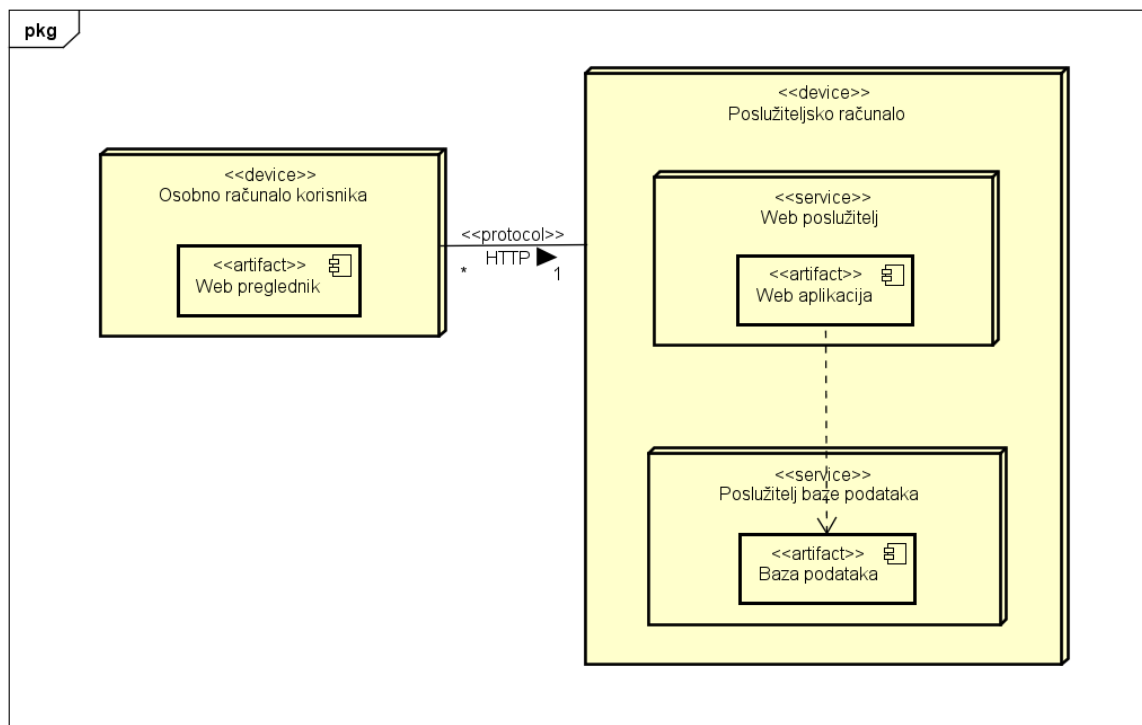 pkg
<<device>>
Osobno računalo korisnika
<<artifact>>
Web preglednik
<<protocol>>
HTTP
*
1
<<device>>
Poslužiteljsko računalo
<<service>>
Web poslužitelj
<<artifact>>
Web aplikacija
<<service>>
Poslužitelj baze podataka
<<artifact>>
Baza podataka